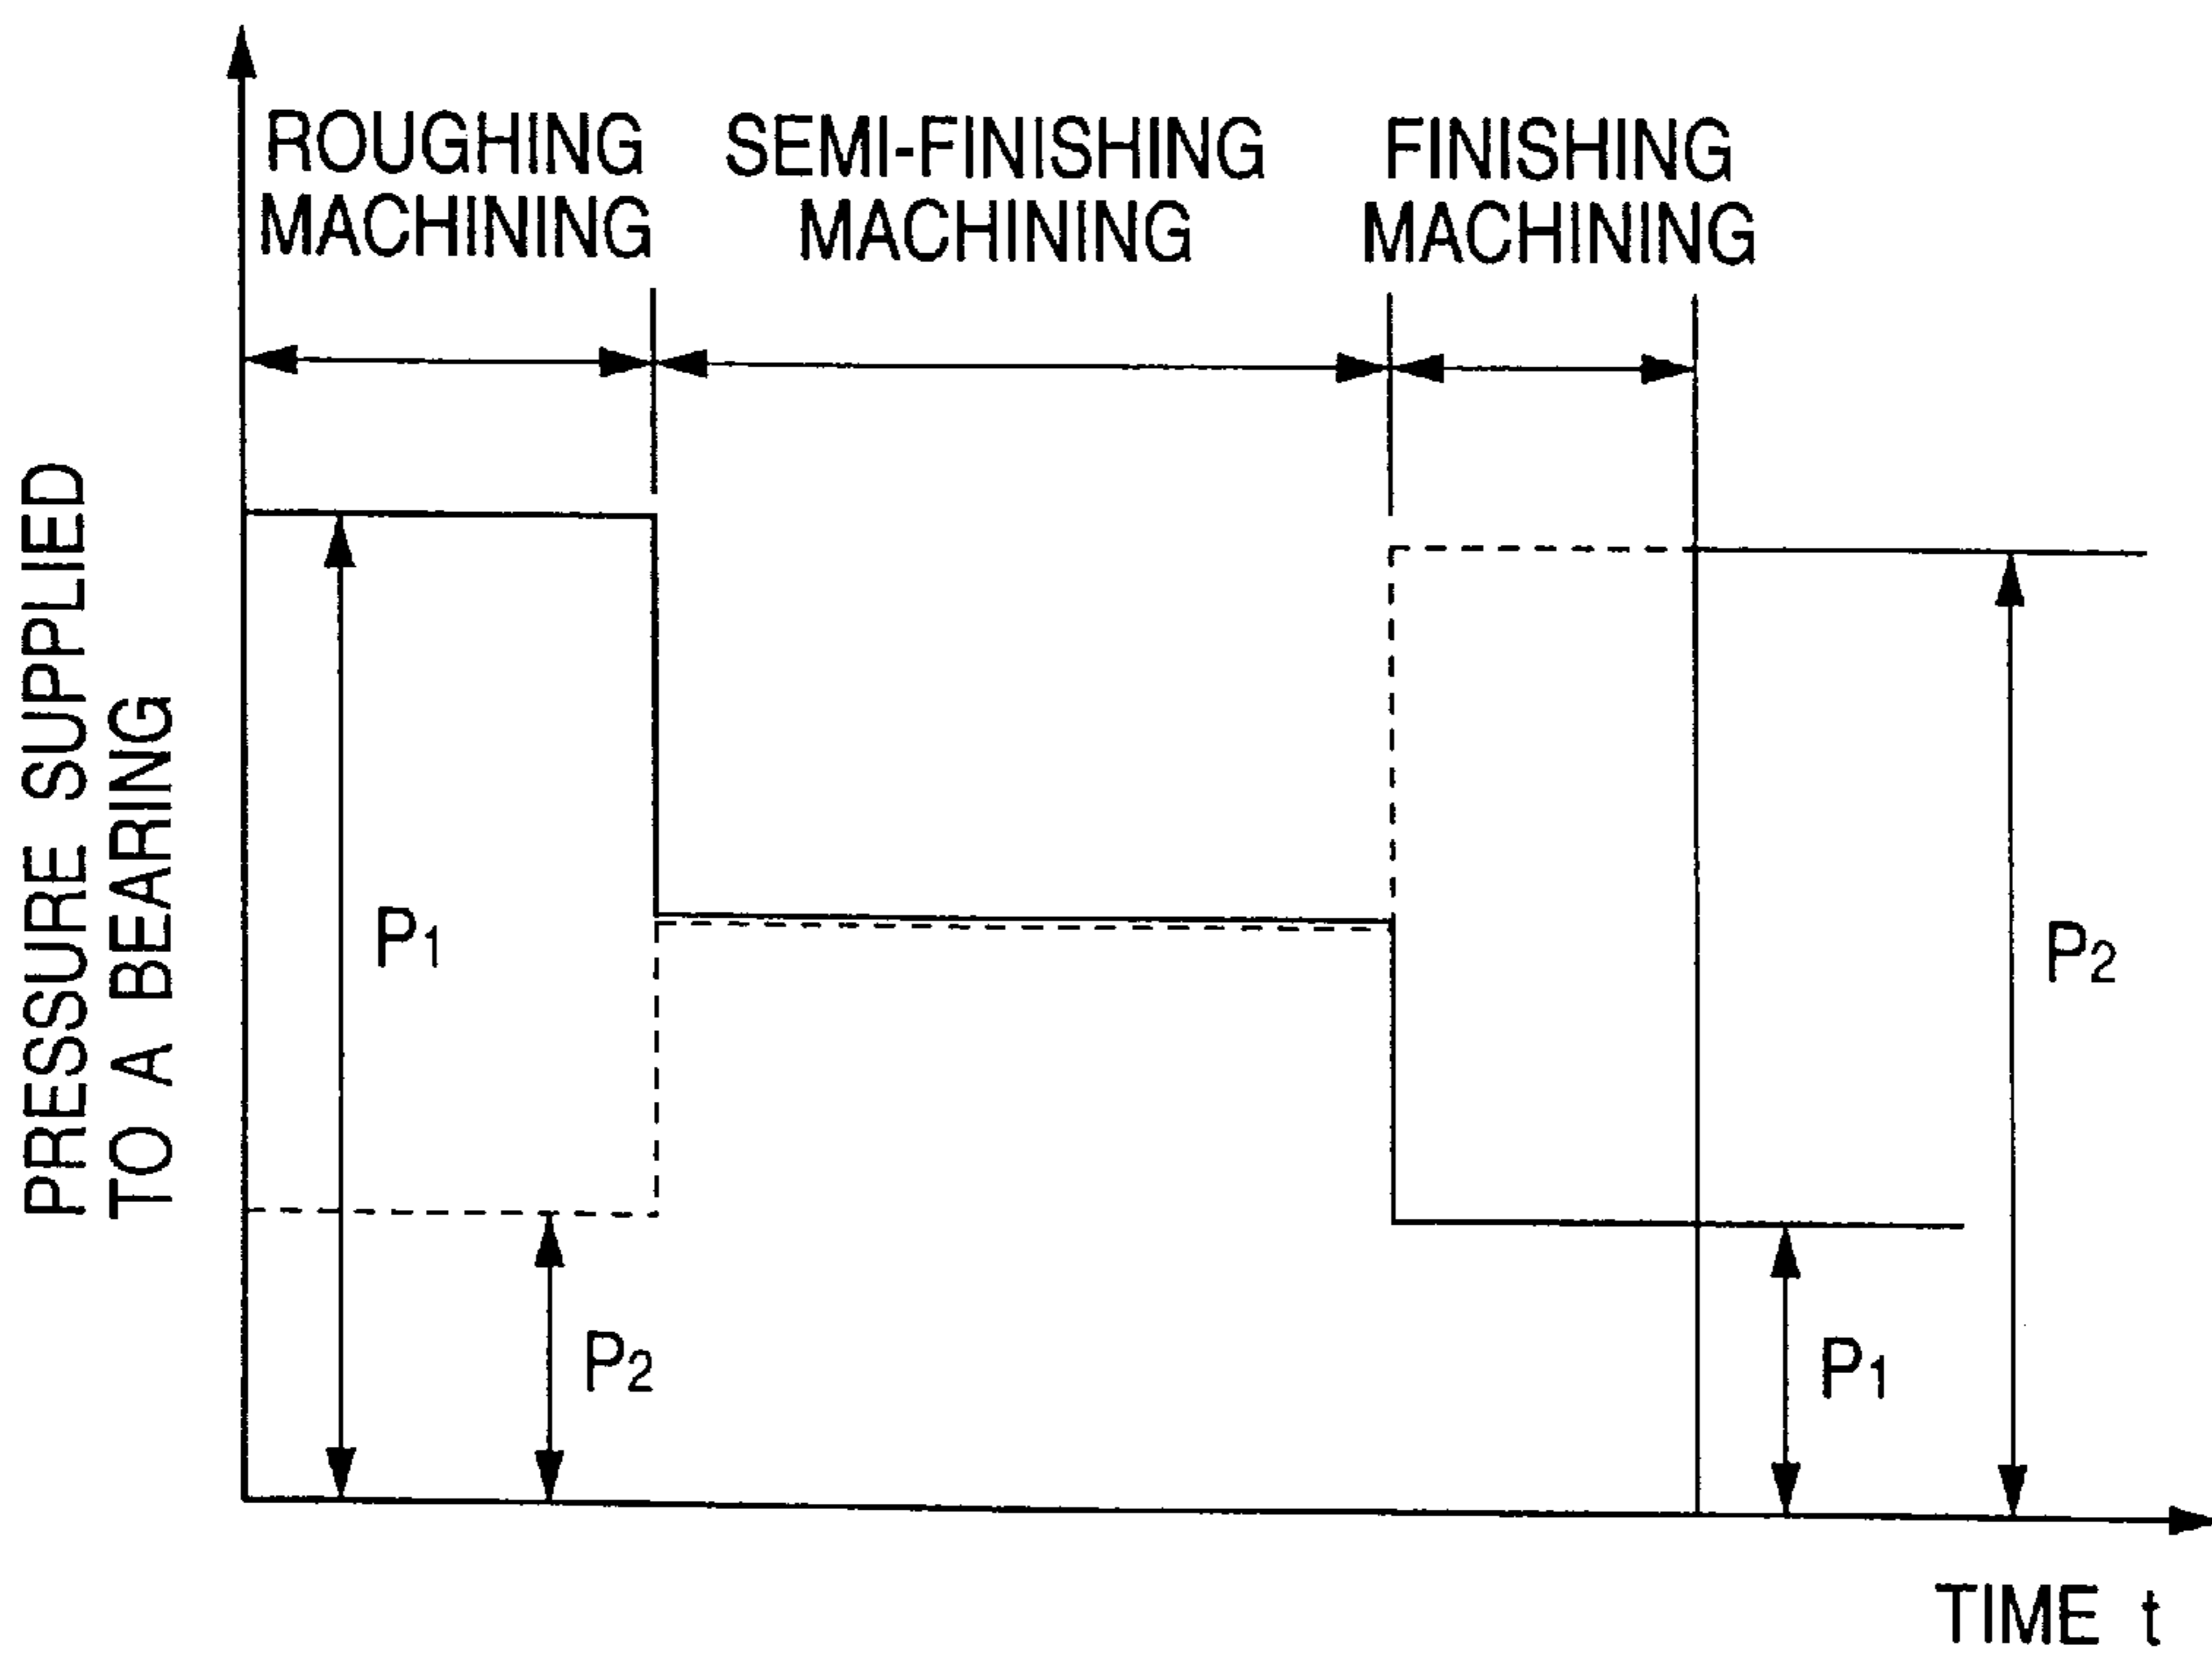 ROUGHING
MACHINING
SEMI-FINISHING
MACHINING
FINISHING
MACHINING
PRESSURE SUPPLIED
TO A BEARING
P1
P2
P2
P1
TIME t